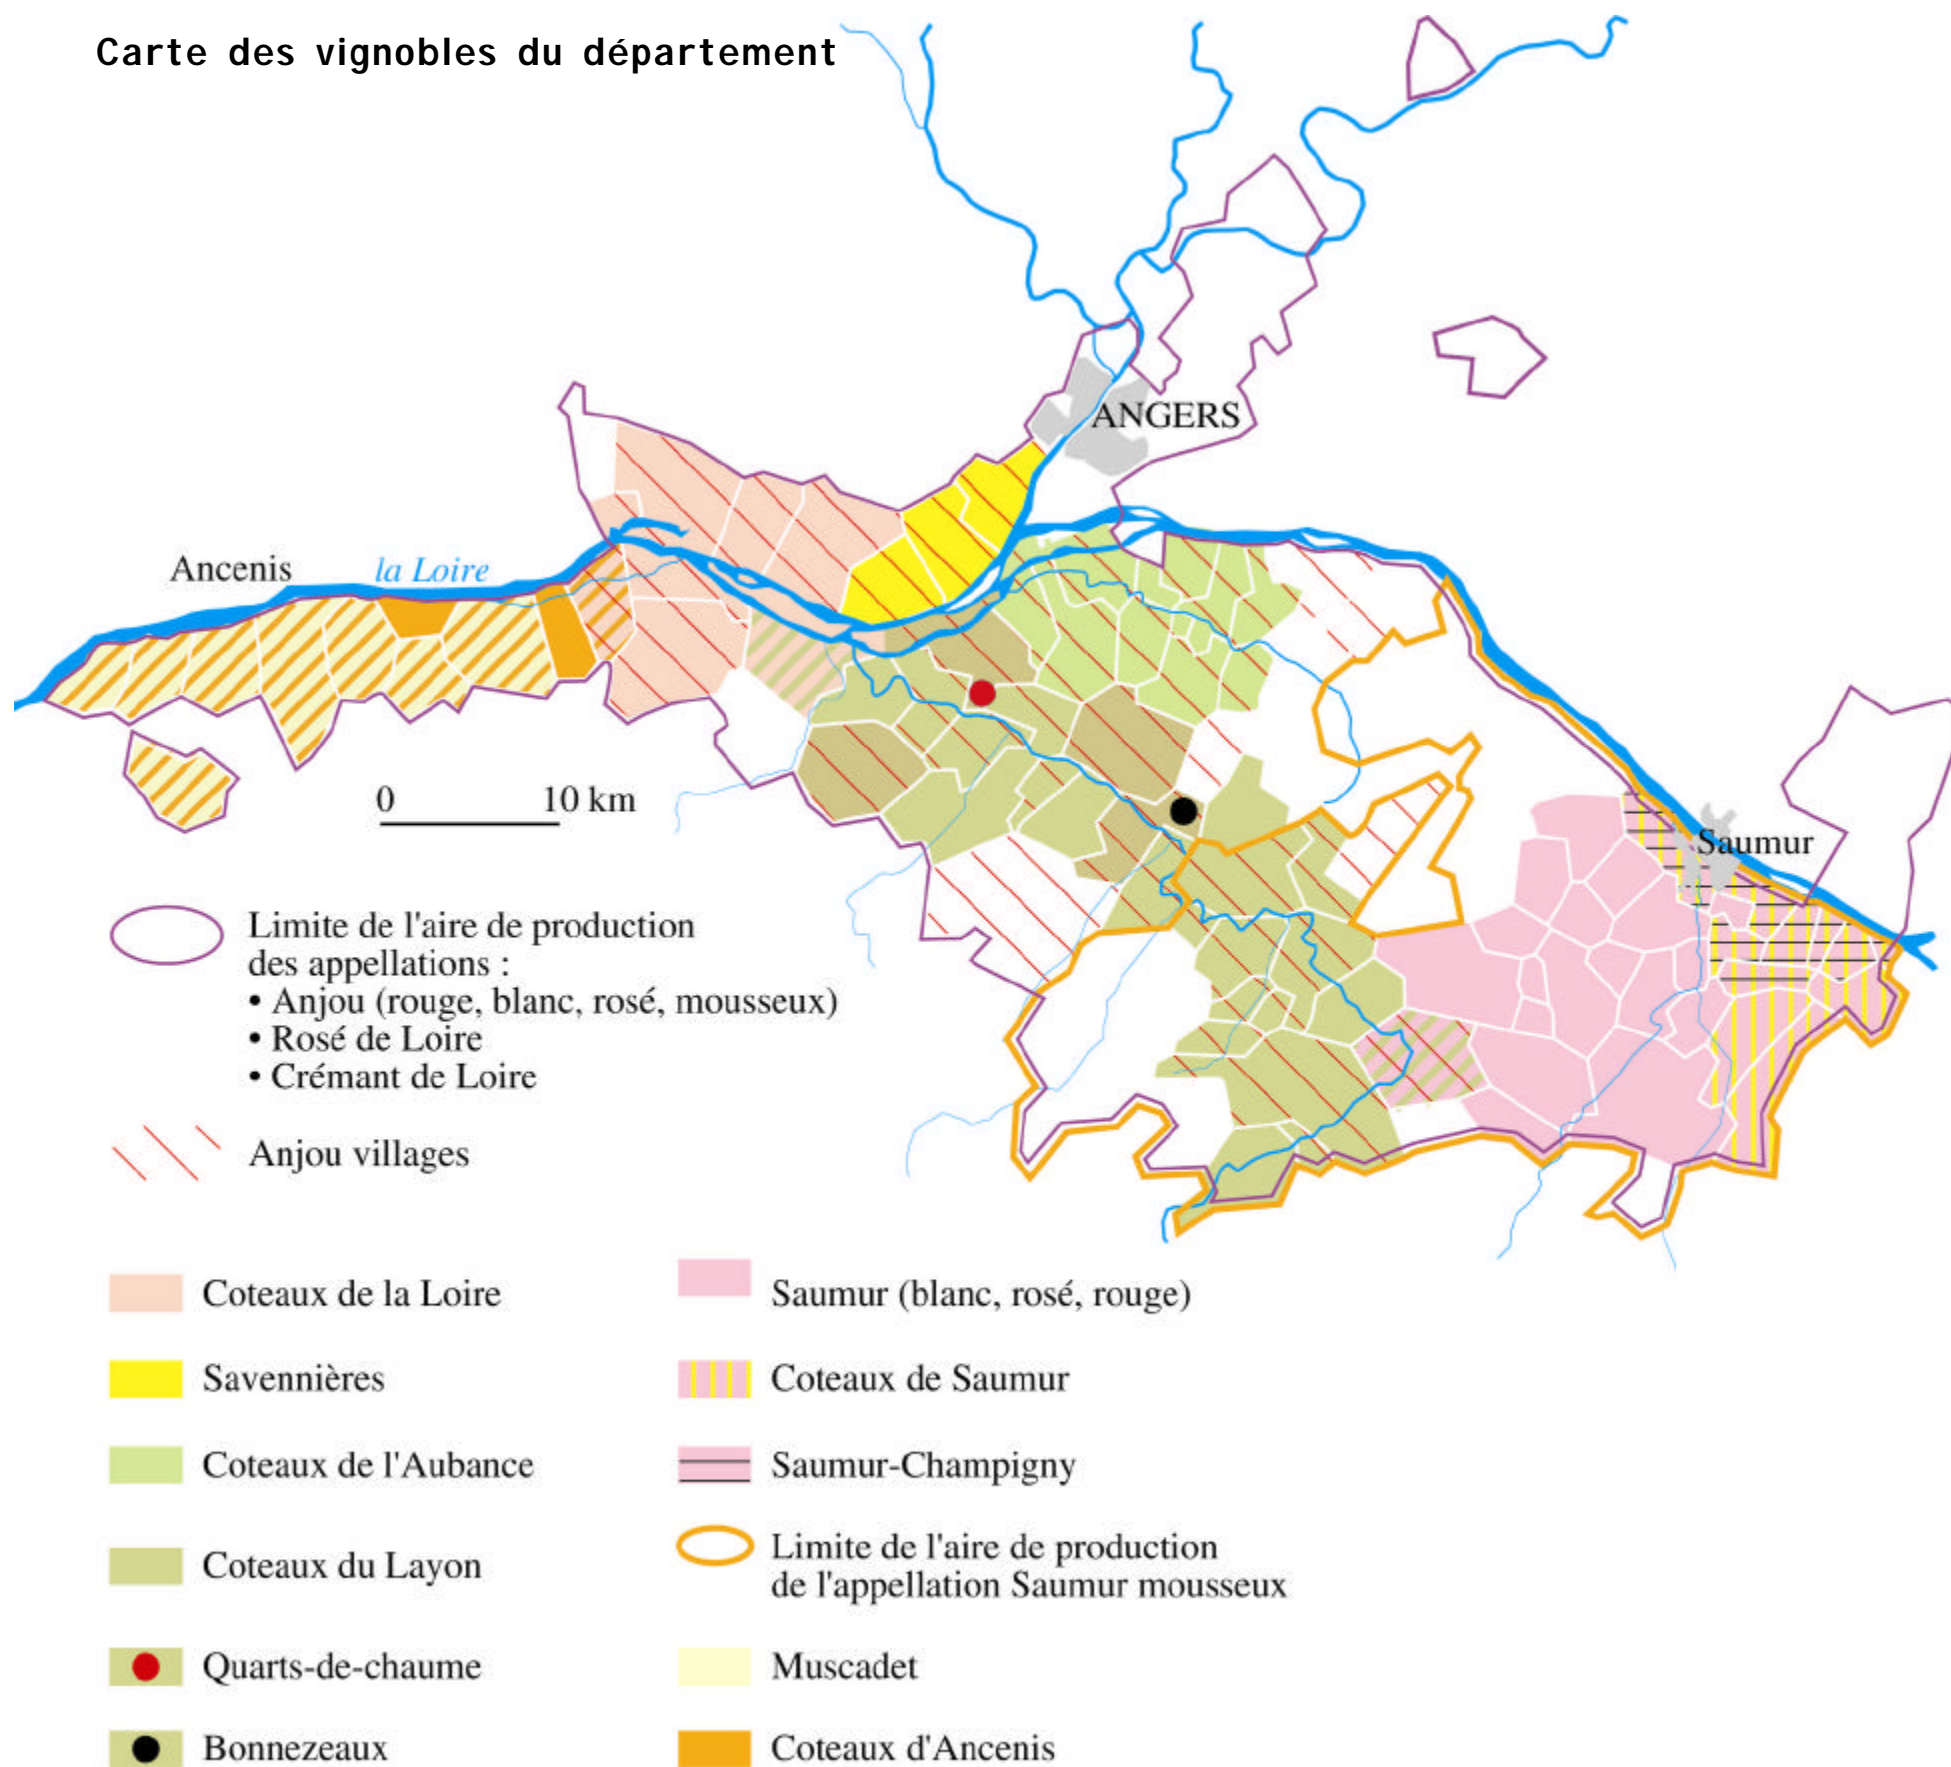 Carte des vignobles du département
ANGERS
Ancenis
la Loire
0 10 km
Saumur
Limite de l'aire de production
des appellations :
• Anjou (rouge, blanc, rosé, mousseux)
• Rosé de Loire
• Crémant de Loire
Anjou villages
Coteaux de la Loire
Savennières
Coteaux de l'Aubance
Coteaux du Layon
Quarts-de-chaume
Bonnezeaux
Saumur (blanc, rosé, rouge)
Coteaux de Saumur
Saumur-Champigny
Limite de l'aire de production
de l'appellation Saumur mousseux
Muscadet
Coteaux d'Ancenis